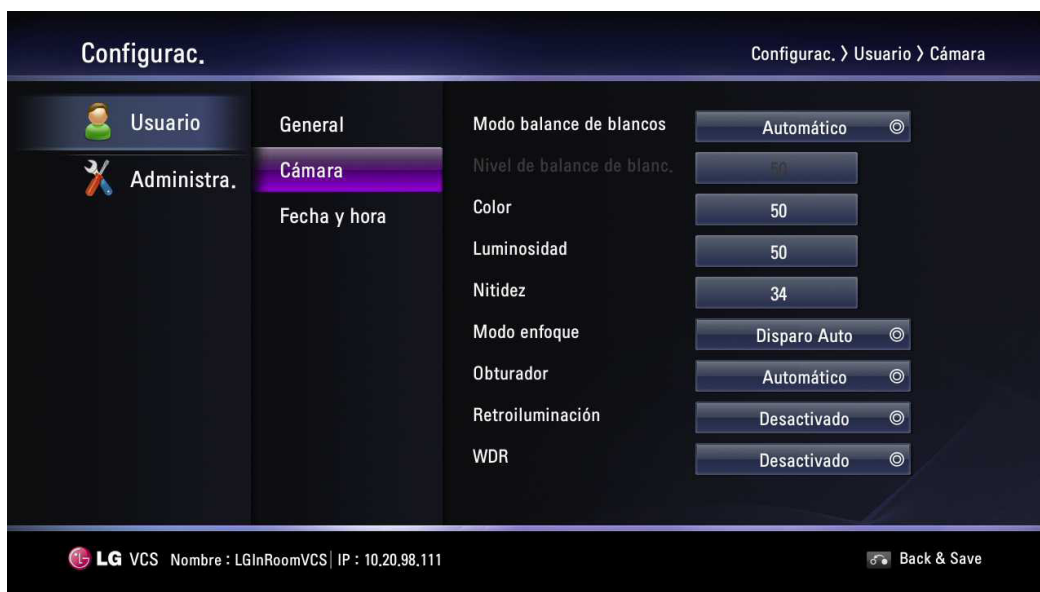 Configurac.
Configurac. 〉 Usuario 〉 Cámara
Usuario
Administra.
General
Cámara
Fecha y hora
Modo balance de blancos Automático
Nivel de balance de blanc. 50
Color 50
Luminosidad 50
Nitidez 34
Modo enfoque Disparo Auto
Obturador Automático
Retroiluminación Desactivado
WDR Desactivado
LG VCS Nombre : LGInRoomVCS | IP : 10.20.98.111
Back & Save